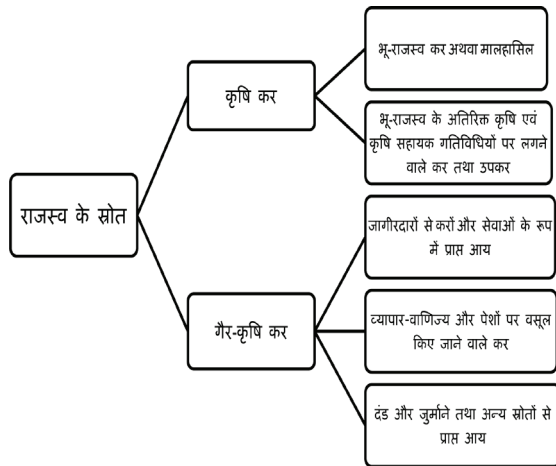 राजस्व के स्रोत
कृषि कर
भू-राजस्व कर अथवा मालहासिल
भू-राजस्व के अतिरिक्त कृषि एवं
कृषि सहायक गतिविधियों पर लगने
वाले कर तथा उपकर
गैर-कृषि कर
जागीरदारों से करों और सेवाओं के रूप
में प्राप्त आय
व्यापार-वाणिज्य और पेशों पर वसूल
किए जाने वाले कर
दंड और जुर्माने तथा अन्य स्रोतों से
प्राप्त आय